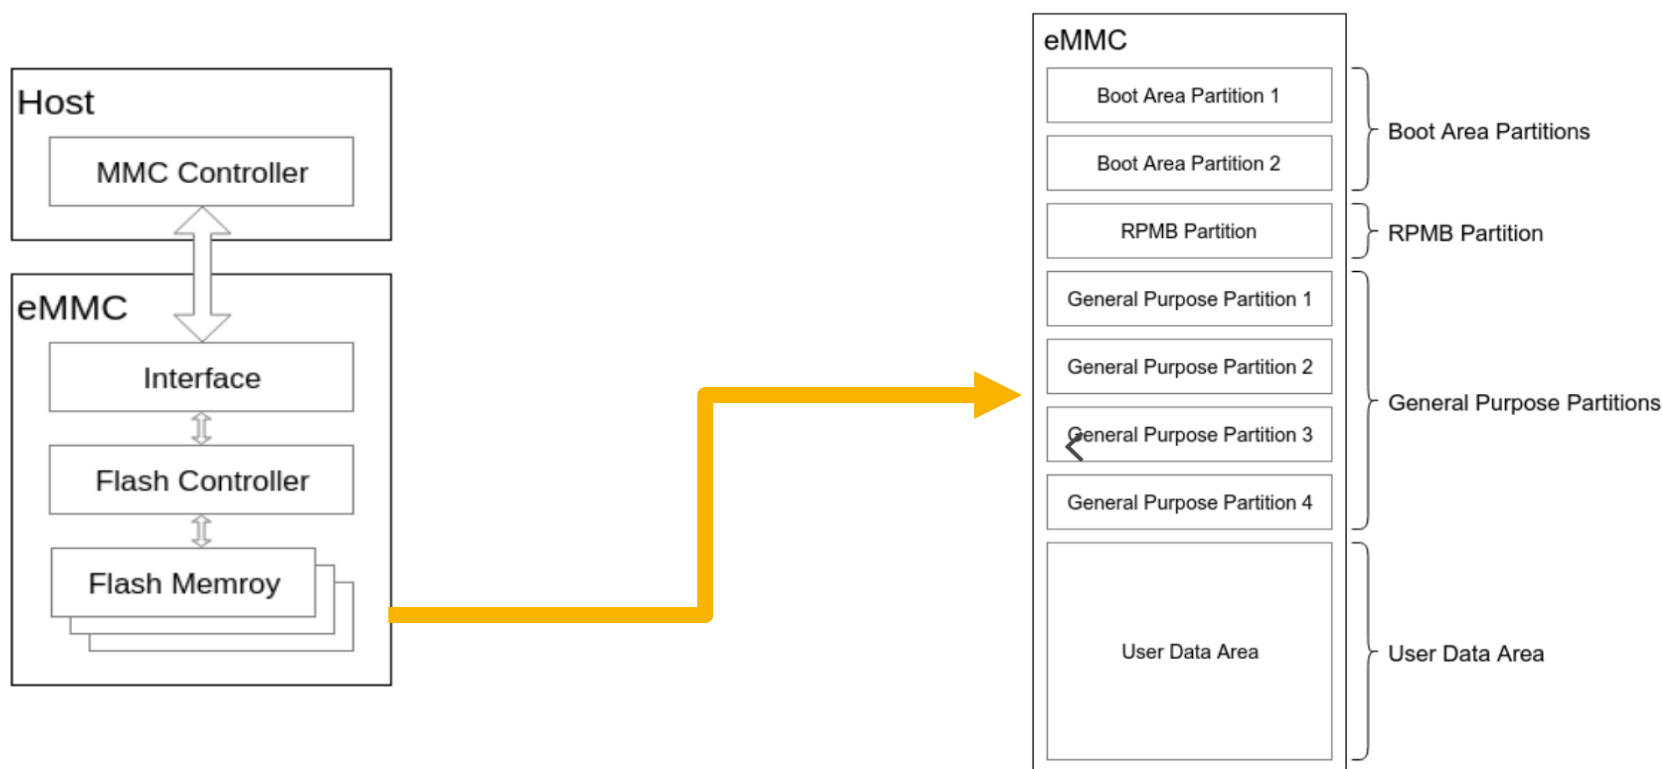 Host
MMC Controller
eMMC
Interface
Flash Controller
Flash Memroy
eMMC
Boot Area Partition 1
Boot Area Partition 2
Boot Area Partitions
RPMB Partition
RPMB Partition
General Purpose Partition 1
General Purpose Partition 2
General Purpose Partition 3
General Purpose Partition 4
General Purpose Partitions
User Data Area
User Data Area